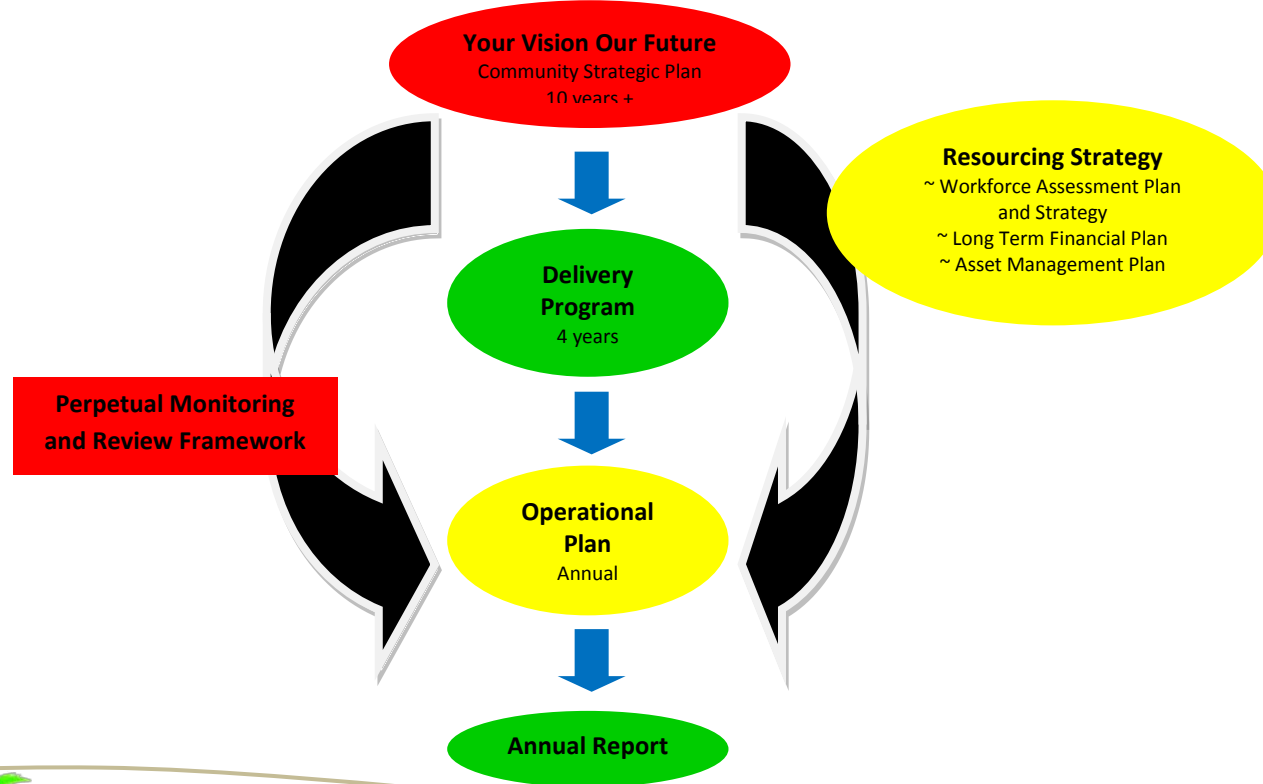 Your Vision Our Future
Community Strategic Plan
10 years +
Resourcing Strategy
~ Workforce Assessment Plan
and Strategy
~ Long Term Financial Plan
~ Asset Management Plan
Delivery
Program
4 years
Perpetual Monitoring
and Review Framework
Operational
Plan
Annual
Annual Report